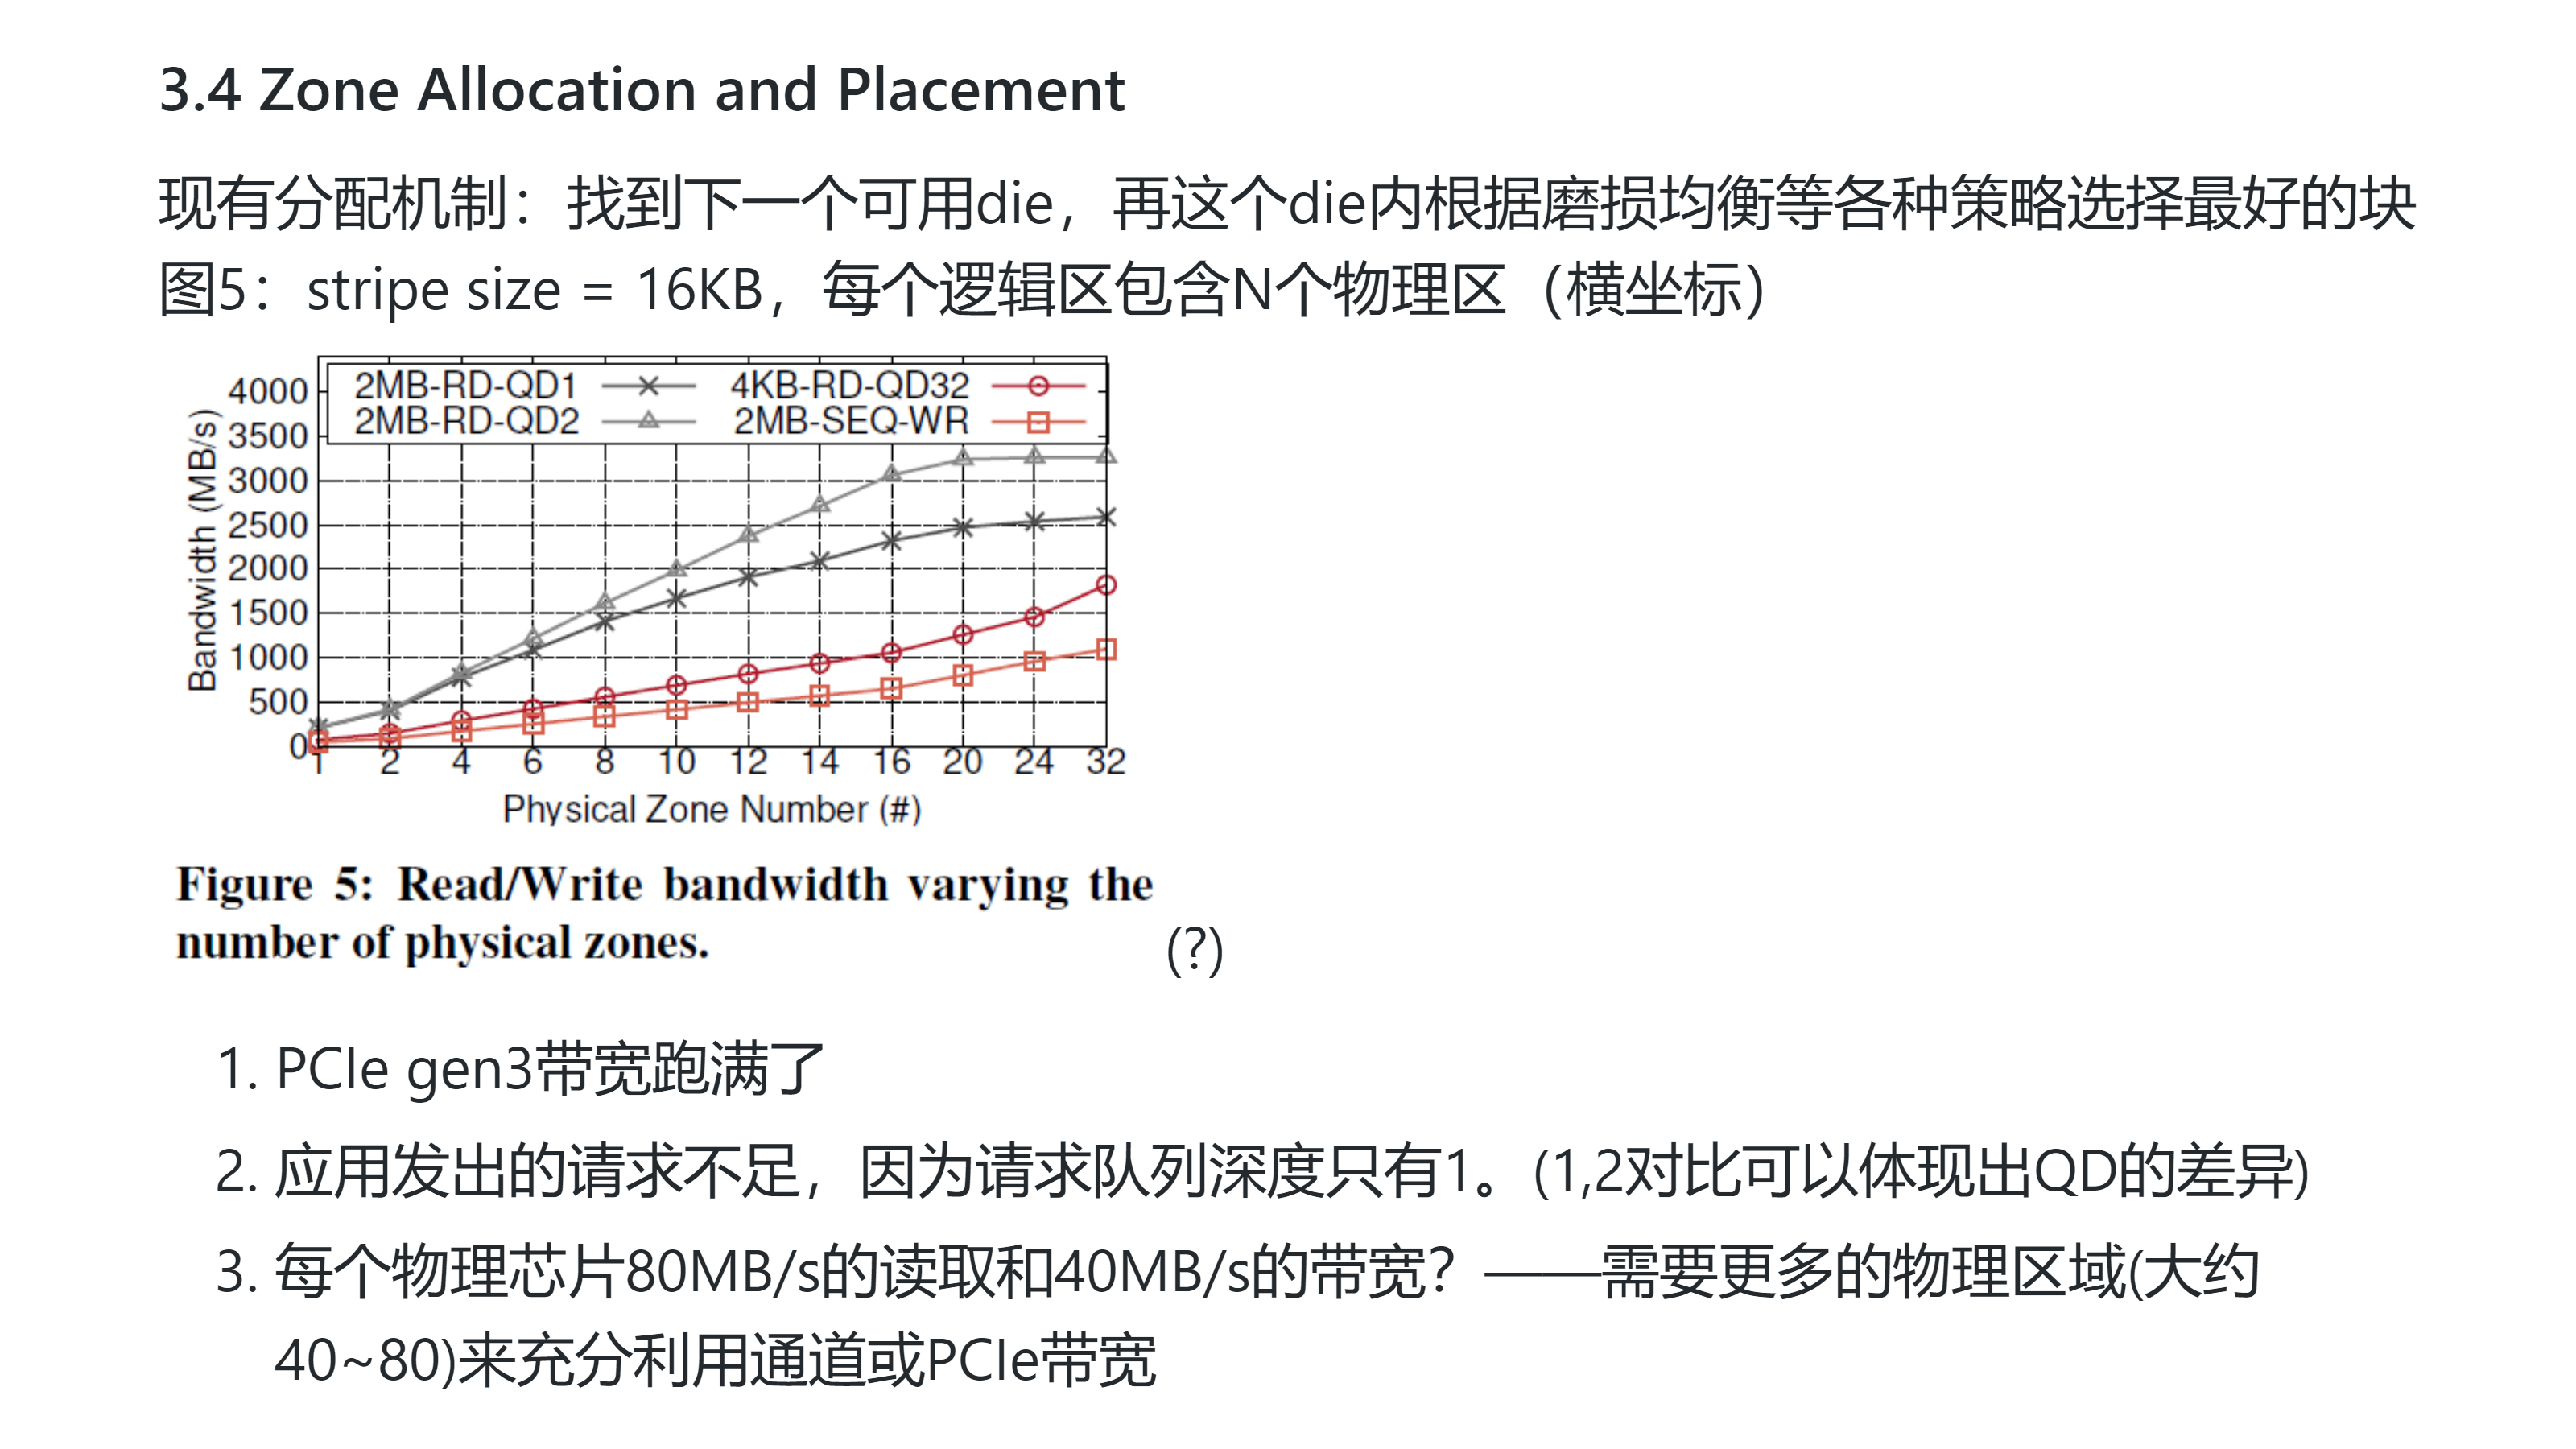 3.4 Zone Allocation and Placement
现有分配机制：找到下一个可用die，再这个die内根据磨损均衡等各种策略选择最好的块
图5：stripe size = 16KB，每个逻辑区包含N个物理区（横坐标）
2MB-RD-QD1 4KB-RD-QD32
2MB-RD-QD2 2MB-SEQ-WR
Bandwidth (MB/s)
4000
3500
3000
2500
2000
1500
1000
500
0
1 2 4 6 8 10 12 14 16 20 24 32
Physical Zone Number (#)
Figure 5: Read/Write bandwidth varying the
number of physical zones. (?)
1. PCIe gen3带宽跑满了
2. 应用发出的请求不足，因为请求队列深度只有1。(1,2对比可以体现出QD的差异)
3. 每个物理芯片80MB/s的读取和40MB/s的带宽？——需要更多的物理区域(大约
40~80)来充分利用通道或PCIe带宽